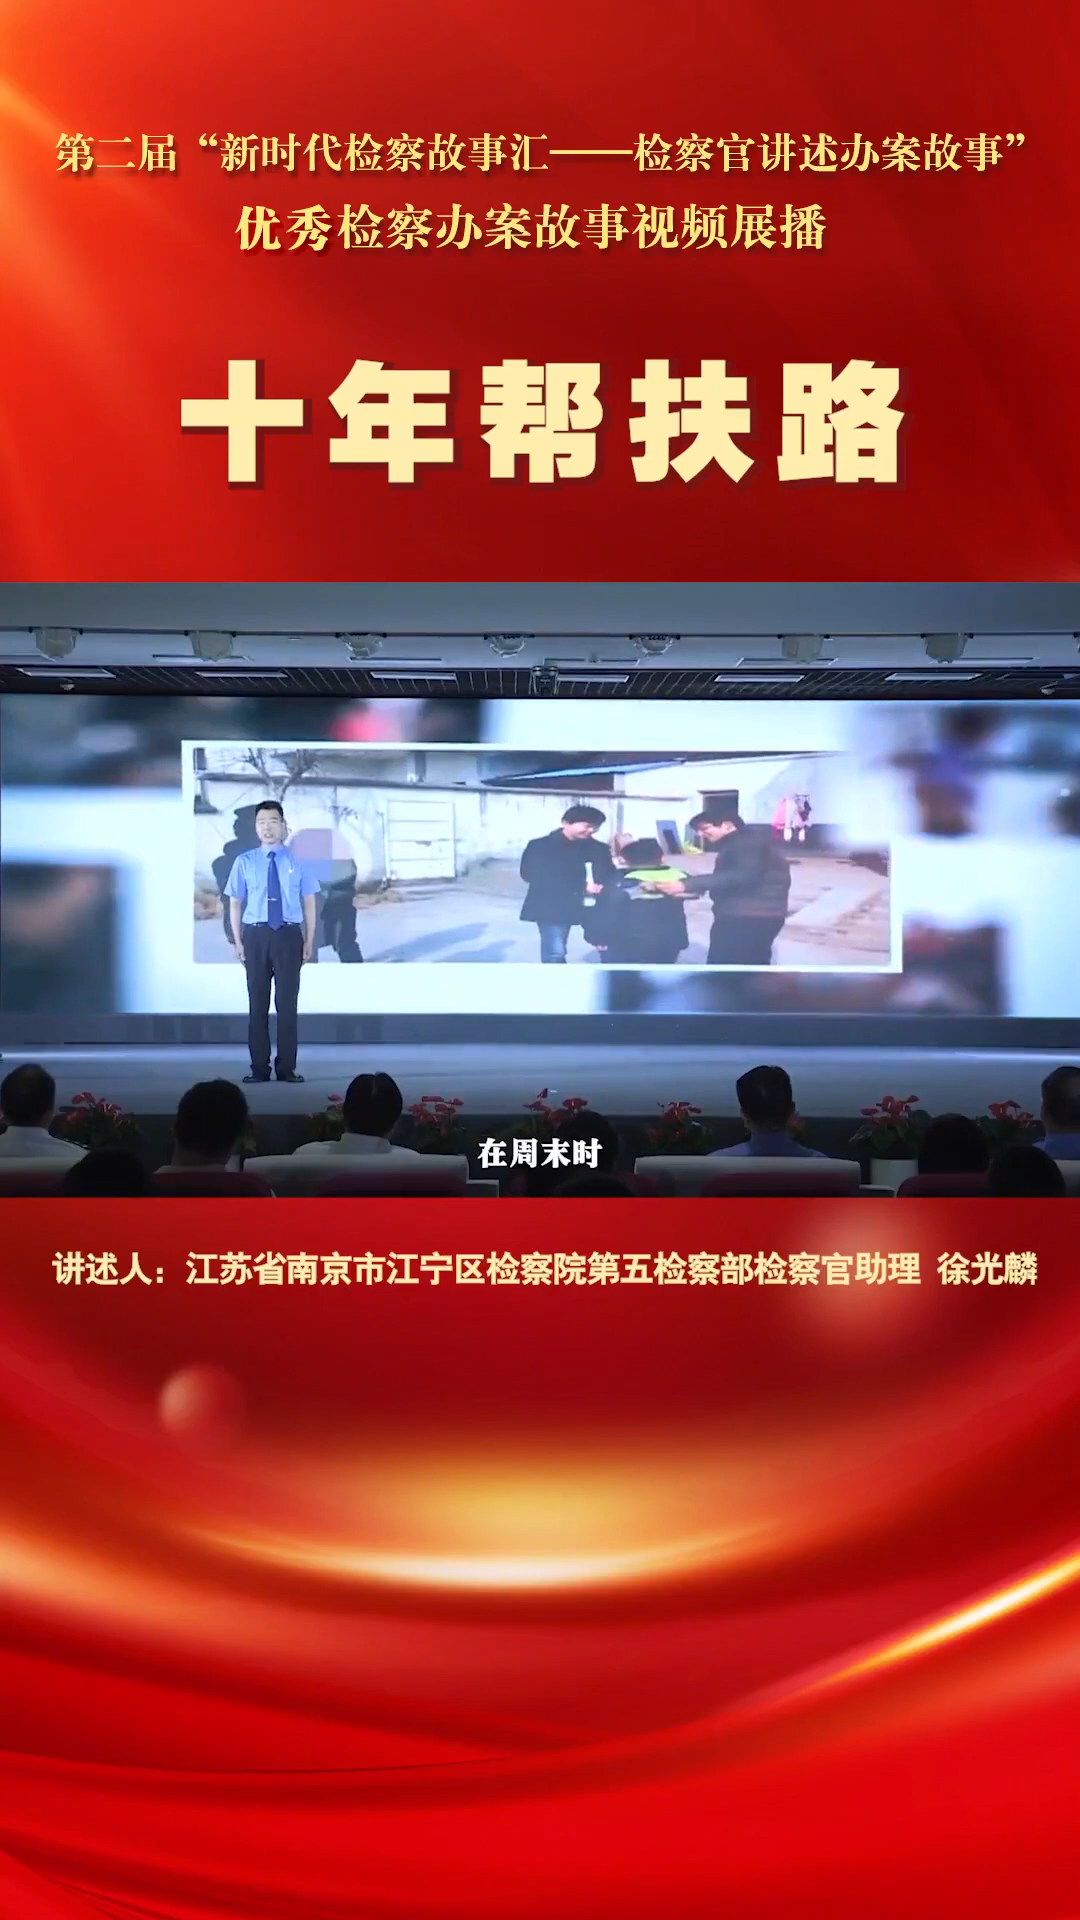 第二届“新时代检察故事汇——检察官讲述办案故事”
优秀检察办案故事视频展播
十年帮扶路
在周末时
讲述人：江苏省南京市江宁区检察院第五检察部检察官助理 徐光麟